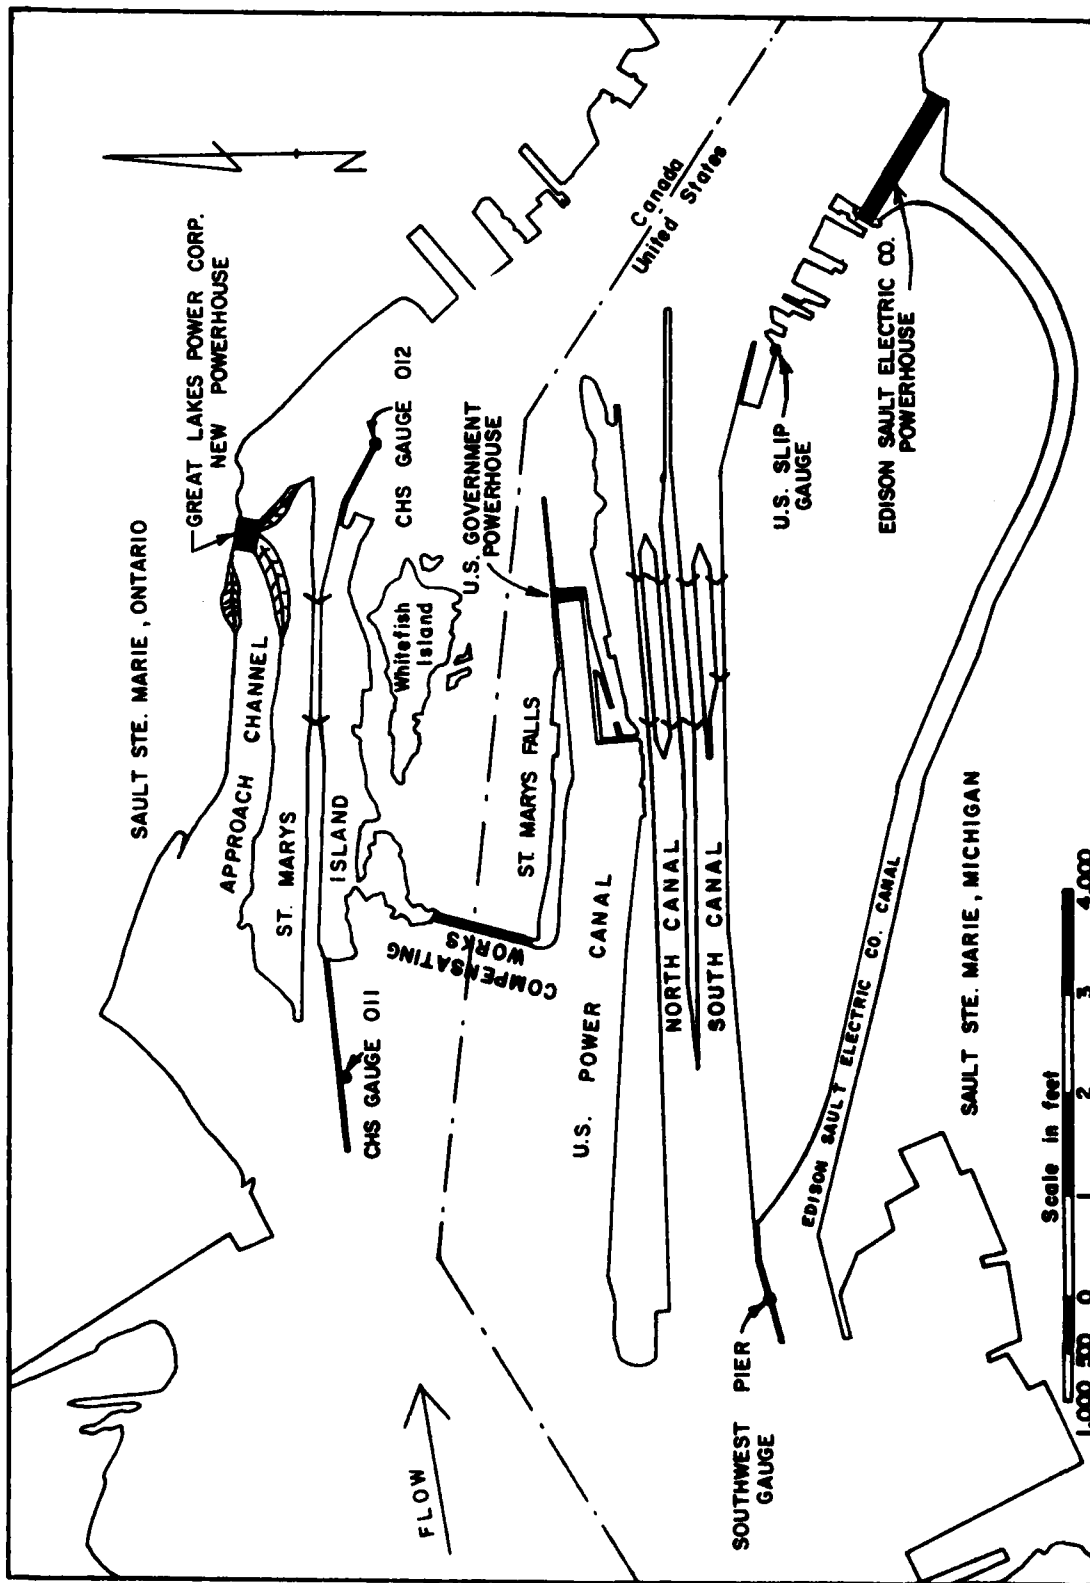 SAULT STE. MARIE, ONTARIO
GREAT LAKES POWER CORP.
NEW POWERHOUSE
N
APPROACH CHANNEL
ST. MARYS
ISLAND
CHS GAUGE 011
CHS GAUGE 012
Whitefish
Island
COMPENSATING
WORKS
U.S. GOVERNMENT
POWERHOUSE
Canada
United States
FLOW
ST. MARYS FALLS
U.S. POWER CANAL
NORTH CANAL
SOUTH CANAL
SOUTHWEST PIER
GAUGE
U.S. SLIP
GAUGE
EDISON SAULT ELECTRIC CO. CANAL
EDISON SAULT ELECTRIC CO.
POWERHOUSE
SAULT STE. MARIE, MICHIGAN
Scale in feet
1,000 500 0 1 2 3 4,000